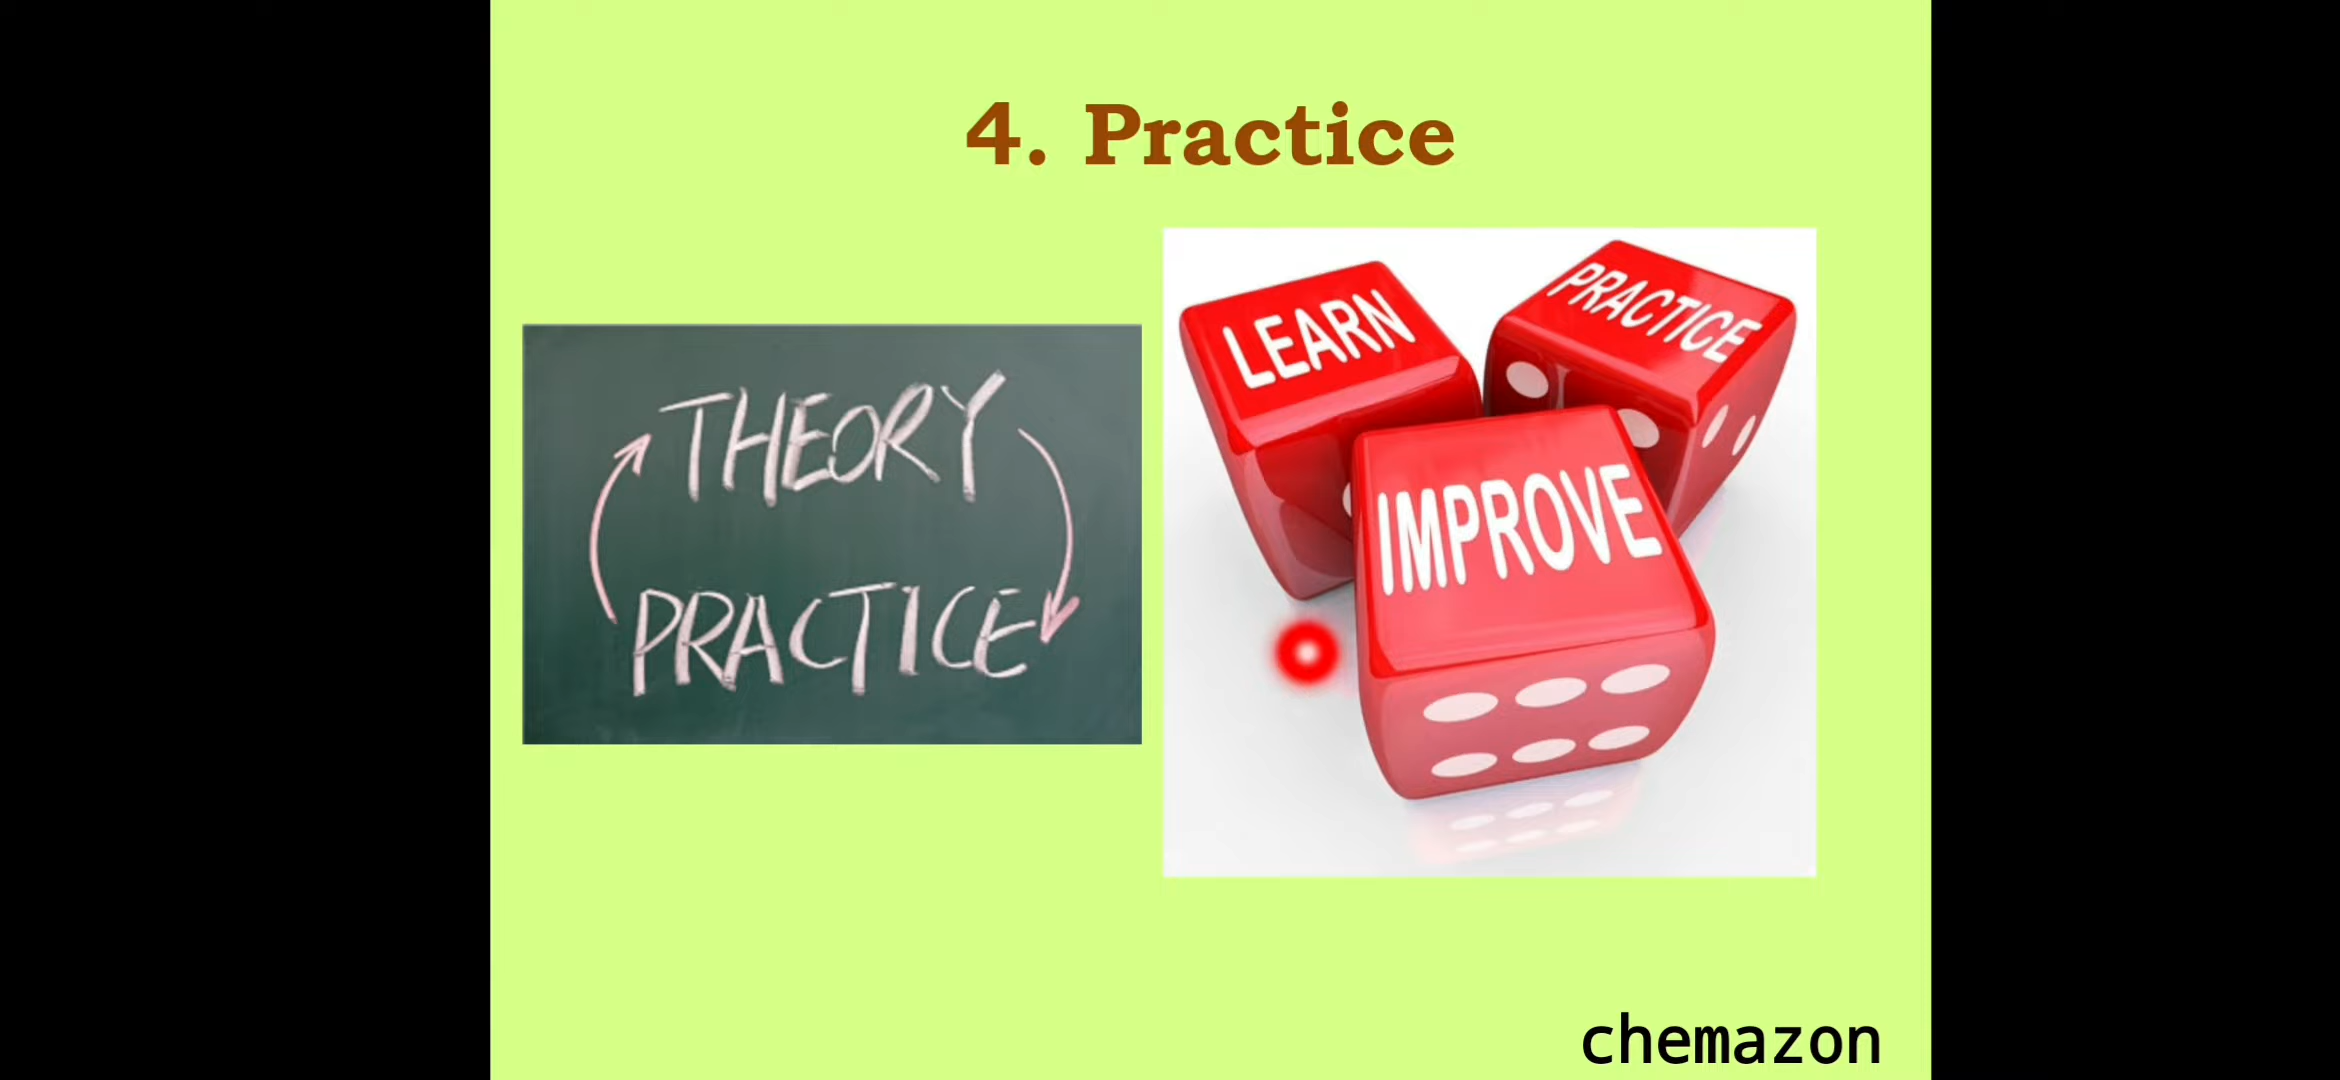 4. Practice
THEORY
PRACTICE
LEARN
PRACTICE
IMPROVE
chemazon